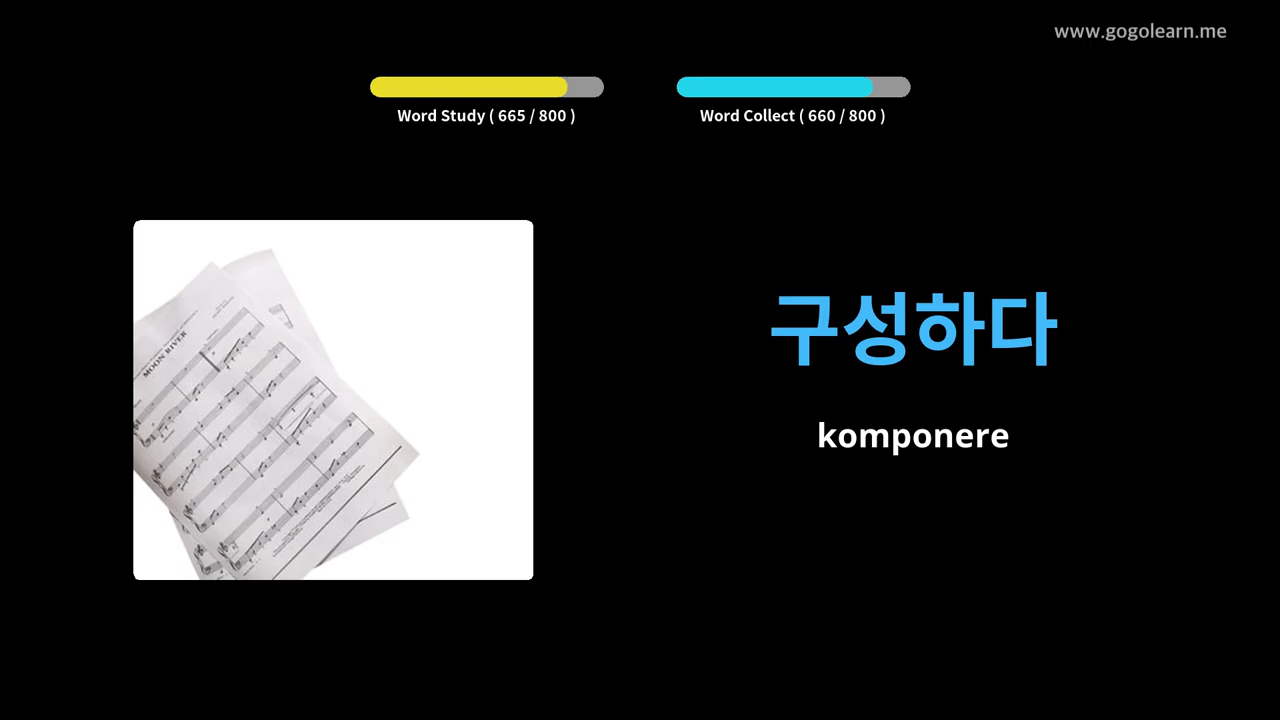 www.gogolearn.me
Word Study ( 665 / 800 )
Word Collect ( 660 / 800 )
MOON RIVER
구성하다
komponere